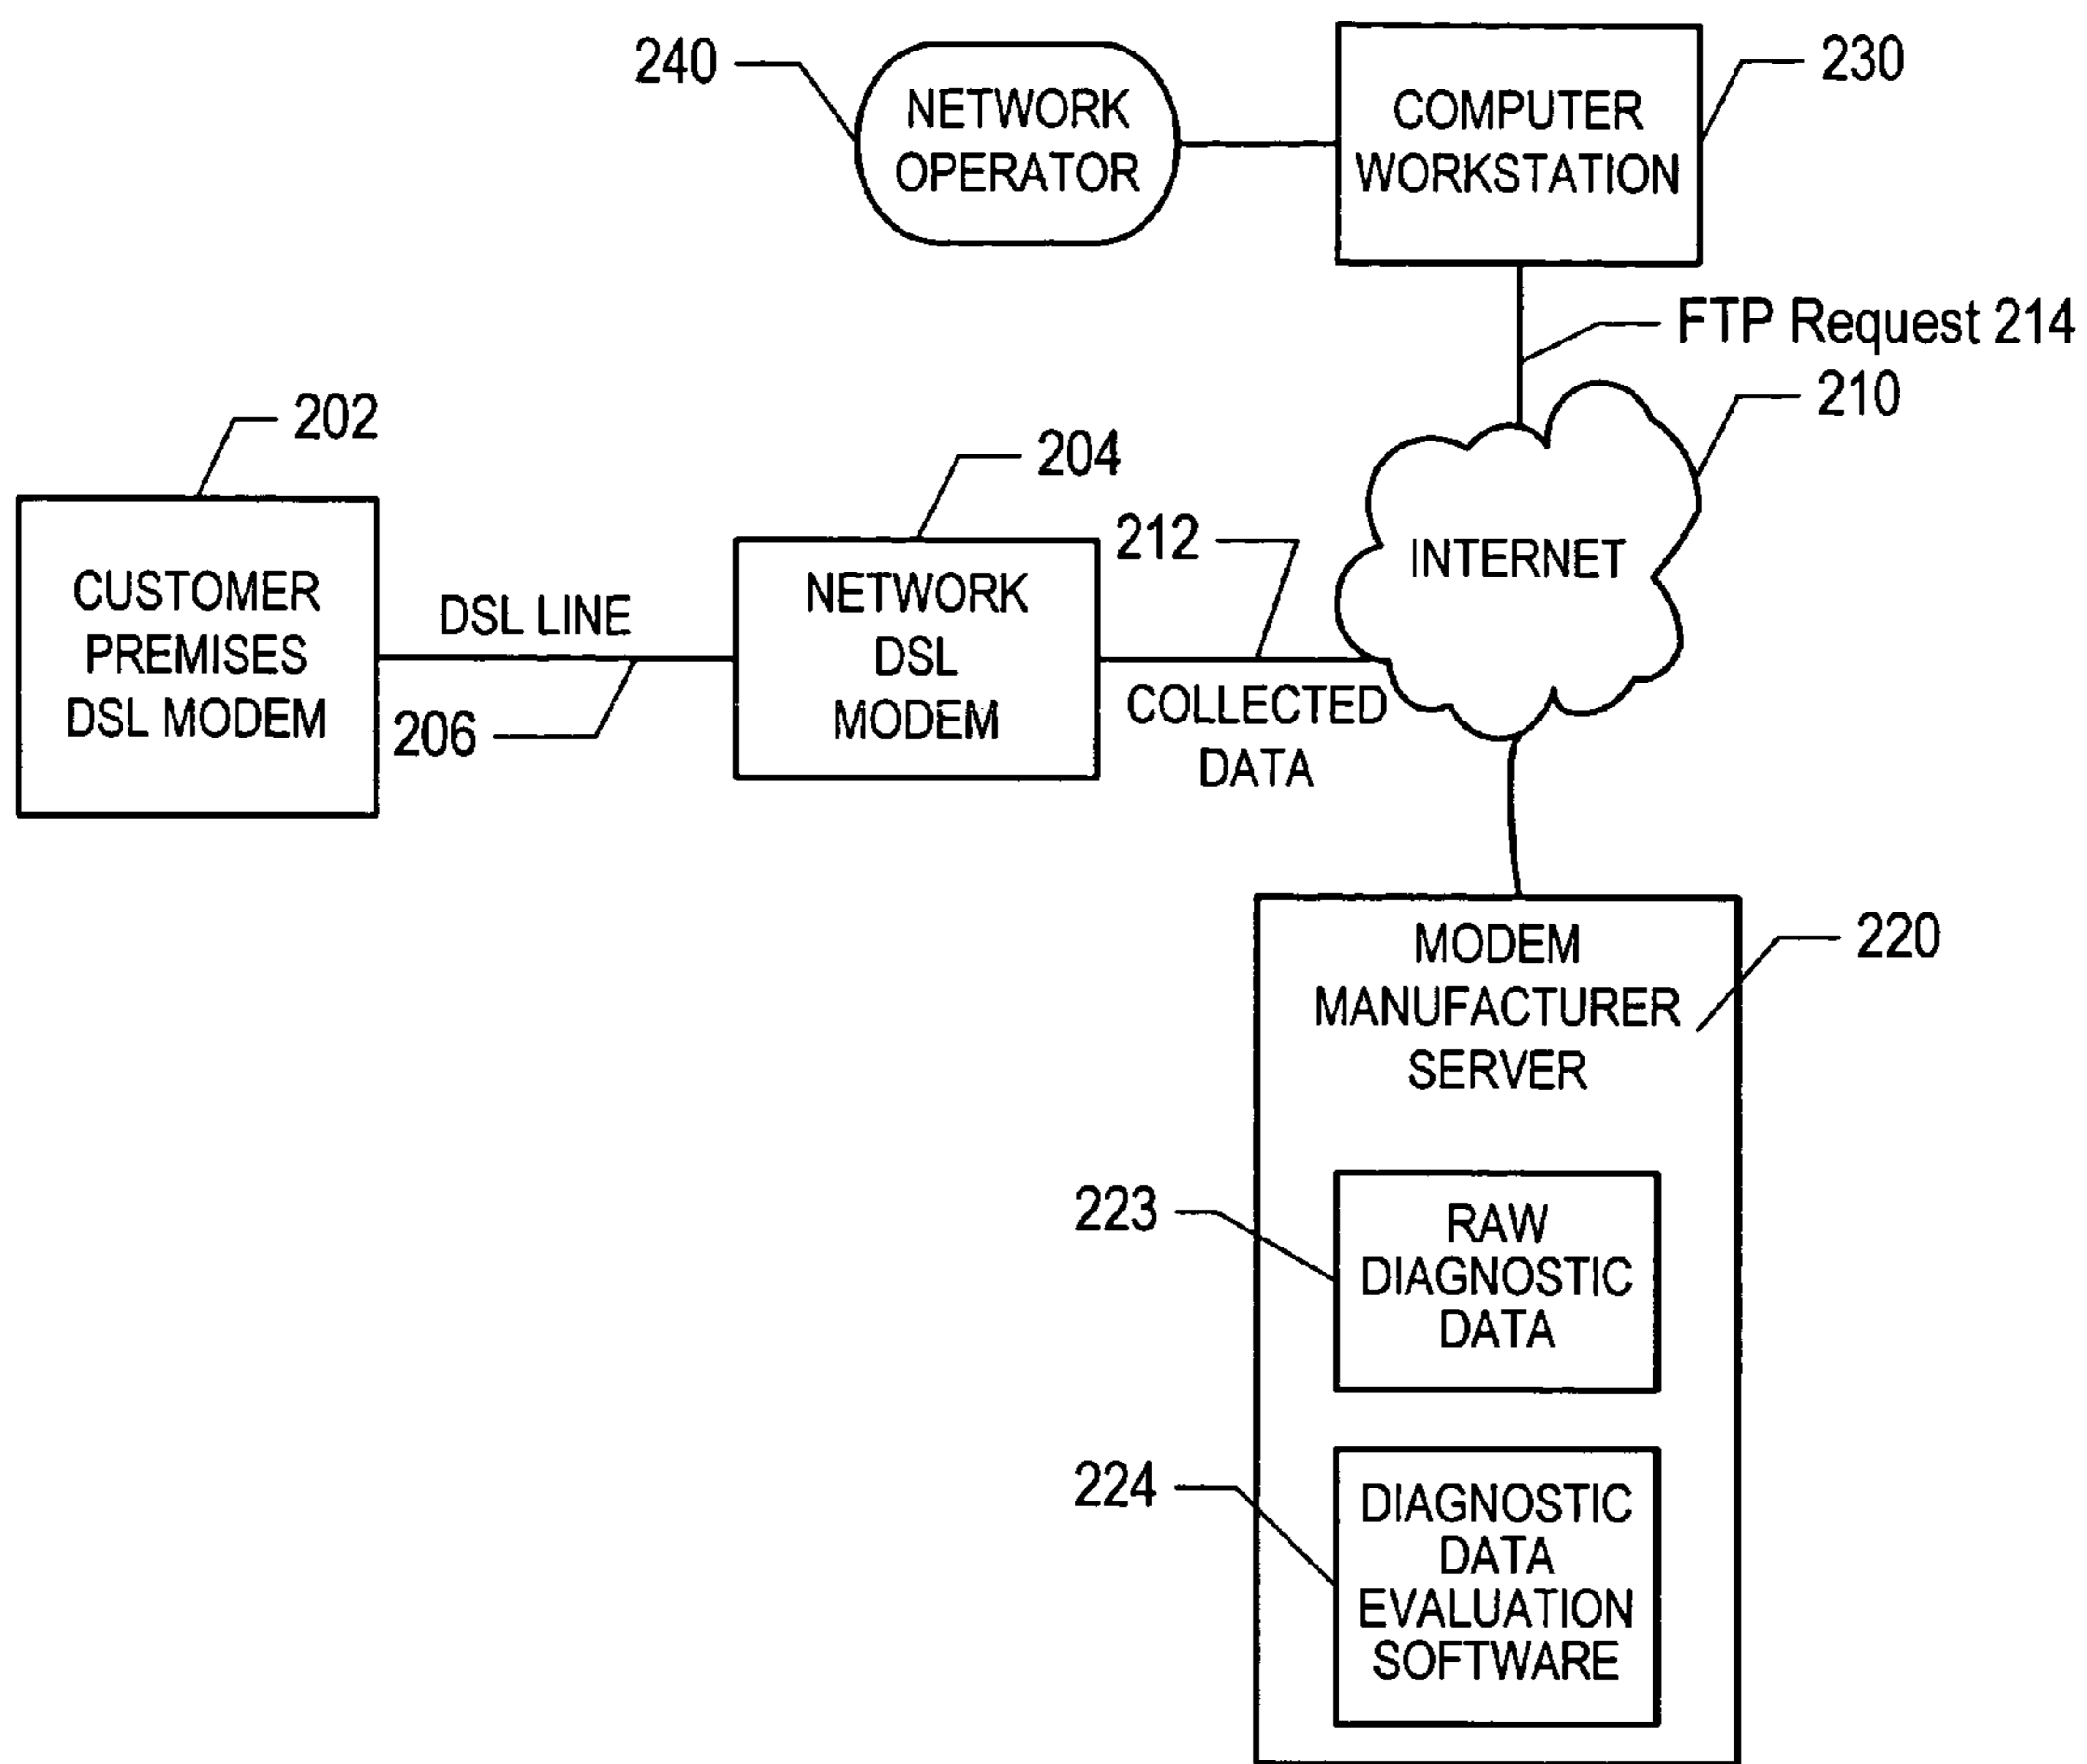 240
NETWORK
OPERATOR
COMPUTER
WORKSTATION
230
FTP Request 214
210
INTERNET
202
CUSTOMER
PREMISES
DSL MODEM
DSL LINE
206
204
NETWORK
DSL
MODEM
212
COLLECTED
DATA
MODEM
MANUFACTURER
SERVER
220
223
RAW
DIAGNOSTIC
DATA
224
DIAGNOSTIC
DATA
EVALUATION
SOFTWARE